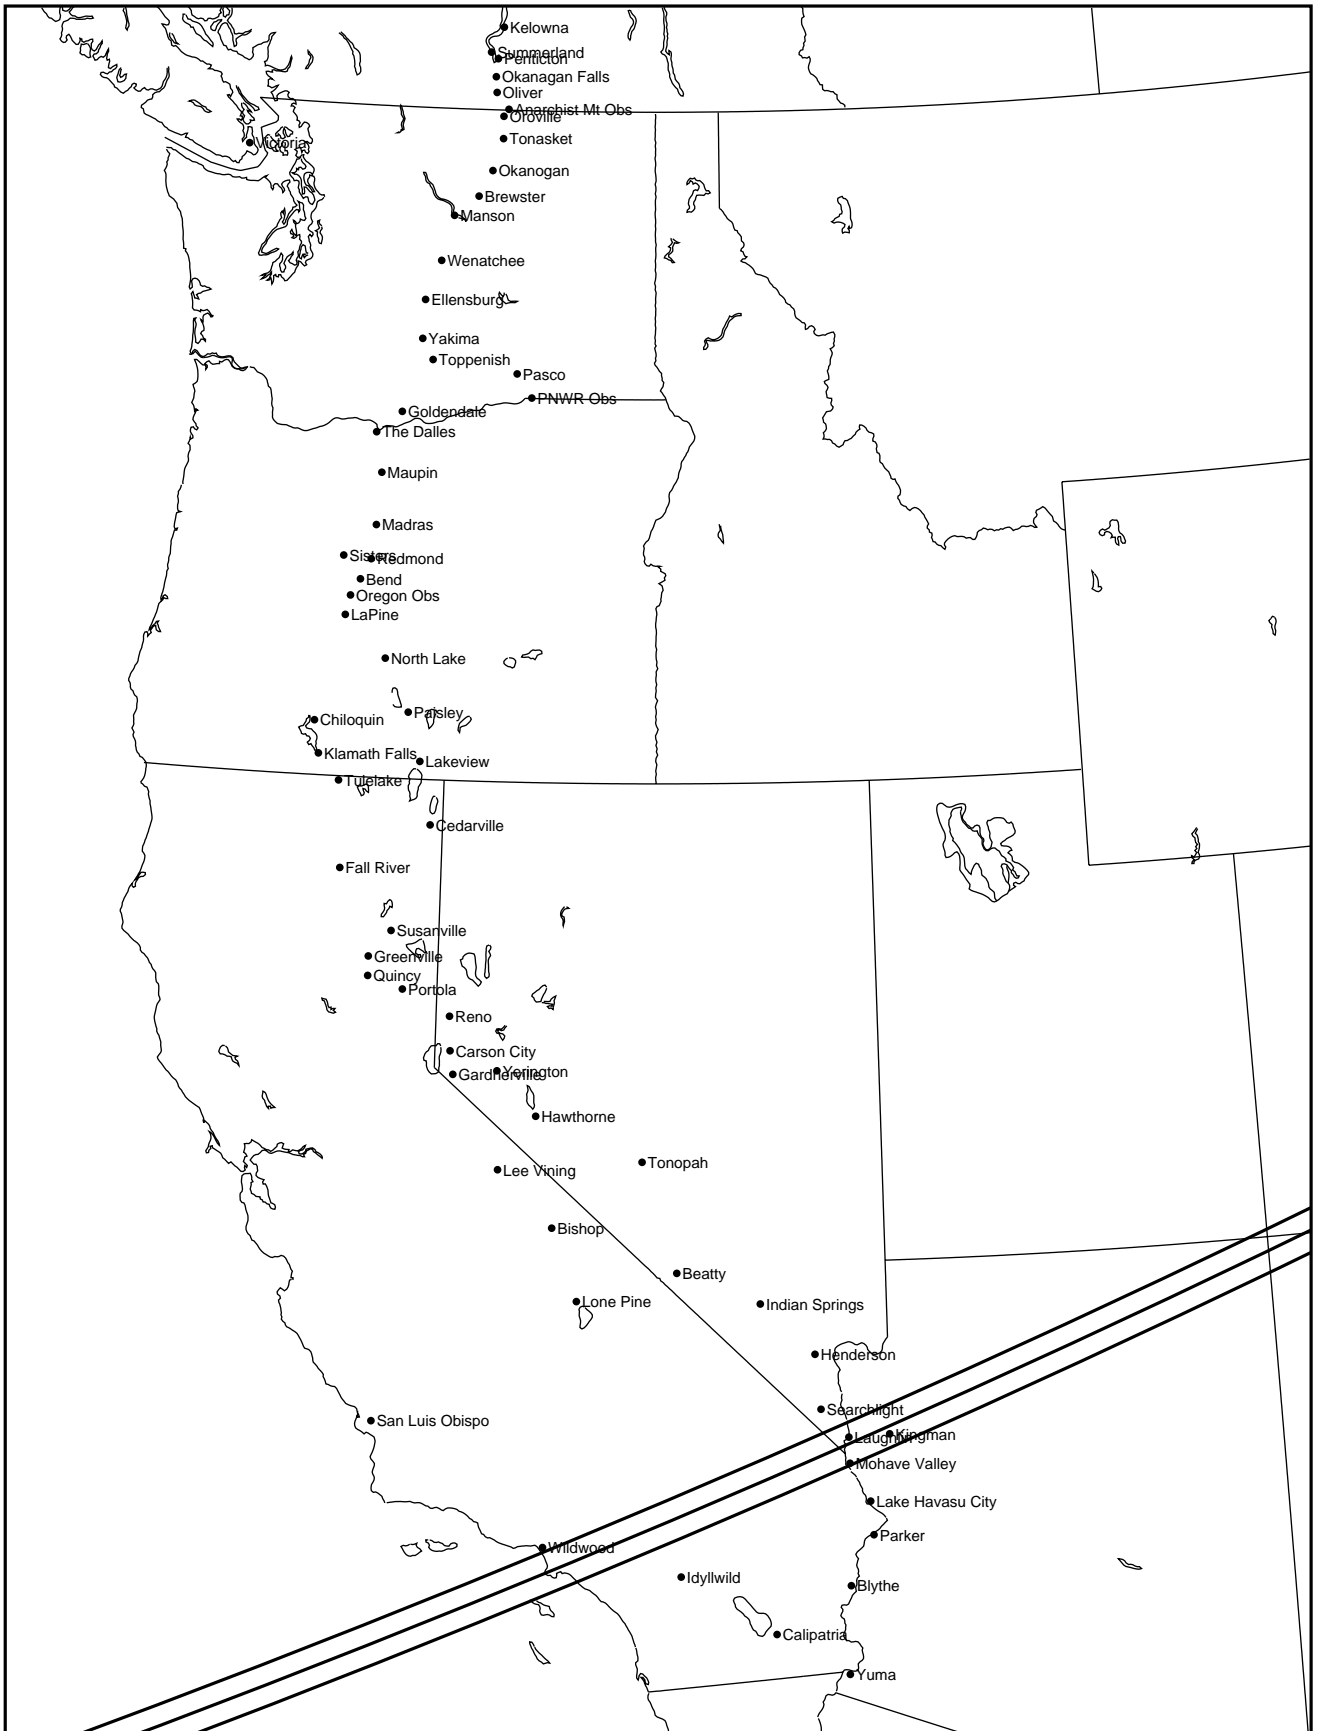 Kelowna
Summerland
Penticton
Okanagan Falls
Oliver
Anarchist Mt Obs
Oroville
Tonasket
Victoria
Okanogan
Brewster
Manson
Wenatchee
Ellensburg
Yakima
Toppenish
Pasco
PNWR Obs
Goldendale
The Dalles
Maupin
Madras
Sisters
Redmond
Bend
Oregon Obs
LaPine
North Lake
Paisley
Chiloquin
Klamath Falls
Lakeview
Tulelake
Cedarville
Fall River
Susanville
Greenville
Quincy
Portola
Reno
Carson City
Yerington
Gardnerville
Hawthorne
Tonopah
Lee Vining
Bishop
Beatty
Lone Pine
Indian Springs
Henderson
Searchlight
San Luis Obispo
Kingman
Laughlin
Mohave Valley
Lake Havasu City
Parker
Wildwood
Idyllwild
Blythe
Calipatria
Yuma